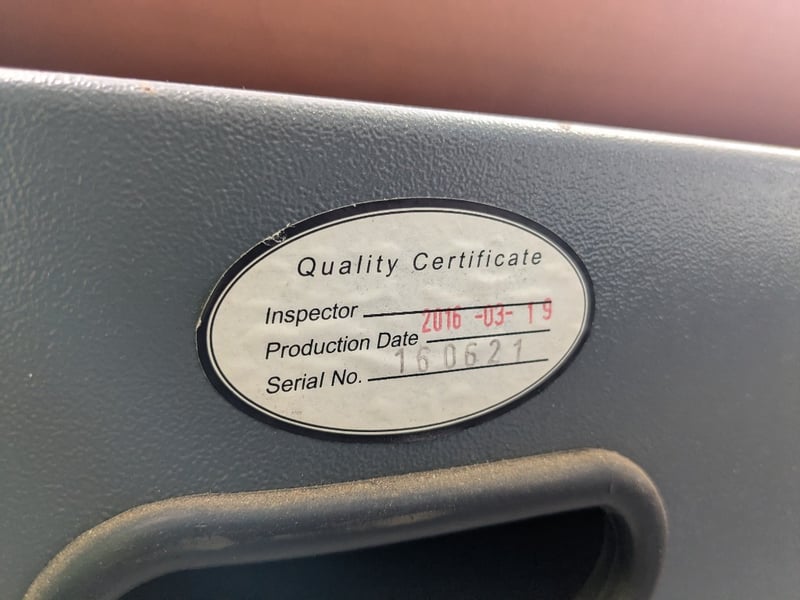 Quality Certificate
Inspector
Production Date 2016 -03- 19
Serial No. 160621